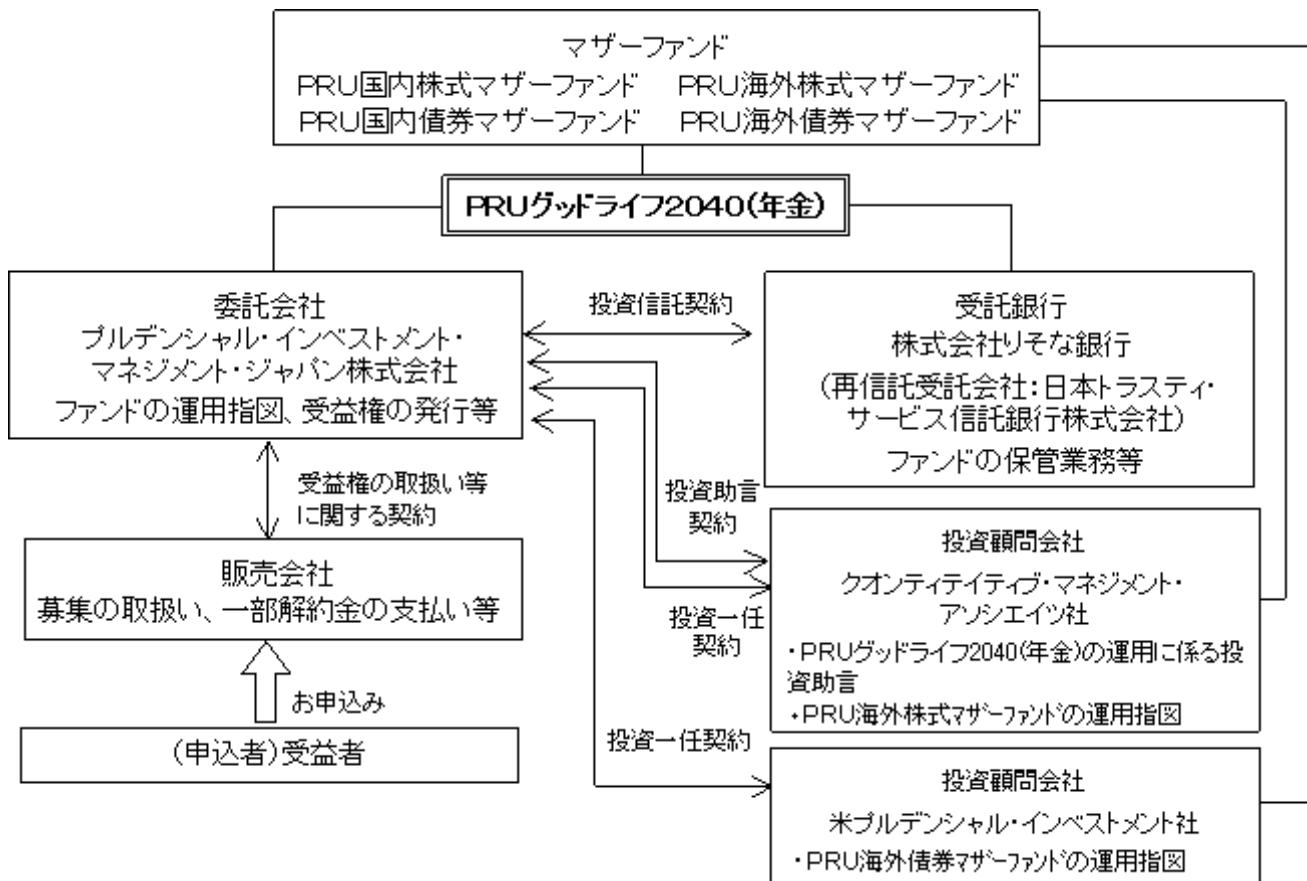 マザーファンド
PRU国内株式マザーファンド　PRU海外株式マザーファンド
PRU国内債券マザーファンド　PRU海外債券マザーファンド
PRUグッドライフ2040(年金)
委託会社
プルデンシャル・インベストメント・
マネジメント・ジャパン株式会社
ファンドの運用指図、受益権の発行等
投資信託契約
受託銀行
株式会社りそな銀行
(再信託受託会社：日本トラスティ・
サービス信託銀行株式会社)
ファンドの保管業務等
受益権の取扱い等
に関する契約
投資助言
契約
投資一任
契約
投資顧問会社
クオンティテイティブ・マネジメント・
アソシエイツ社
・PRUグッドライフ2040(年金)の運用に係る投
資助言
・PRU海外株式マザーファンドの運用指図
販売会社
募集の取扱い、一部解約金の支払い等
お申込み
(申込者)受益者
投資一任契約
投資顧問会社
米プルデンシャル・インベストメント社
・PRU海外債券マザーファンドの運用指図